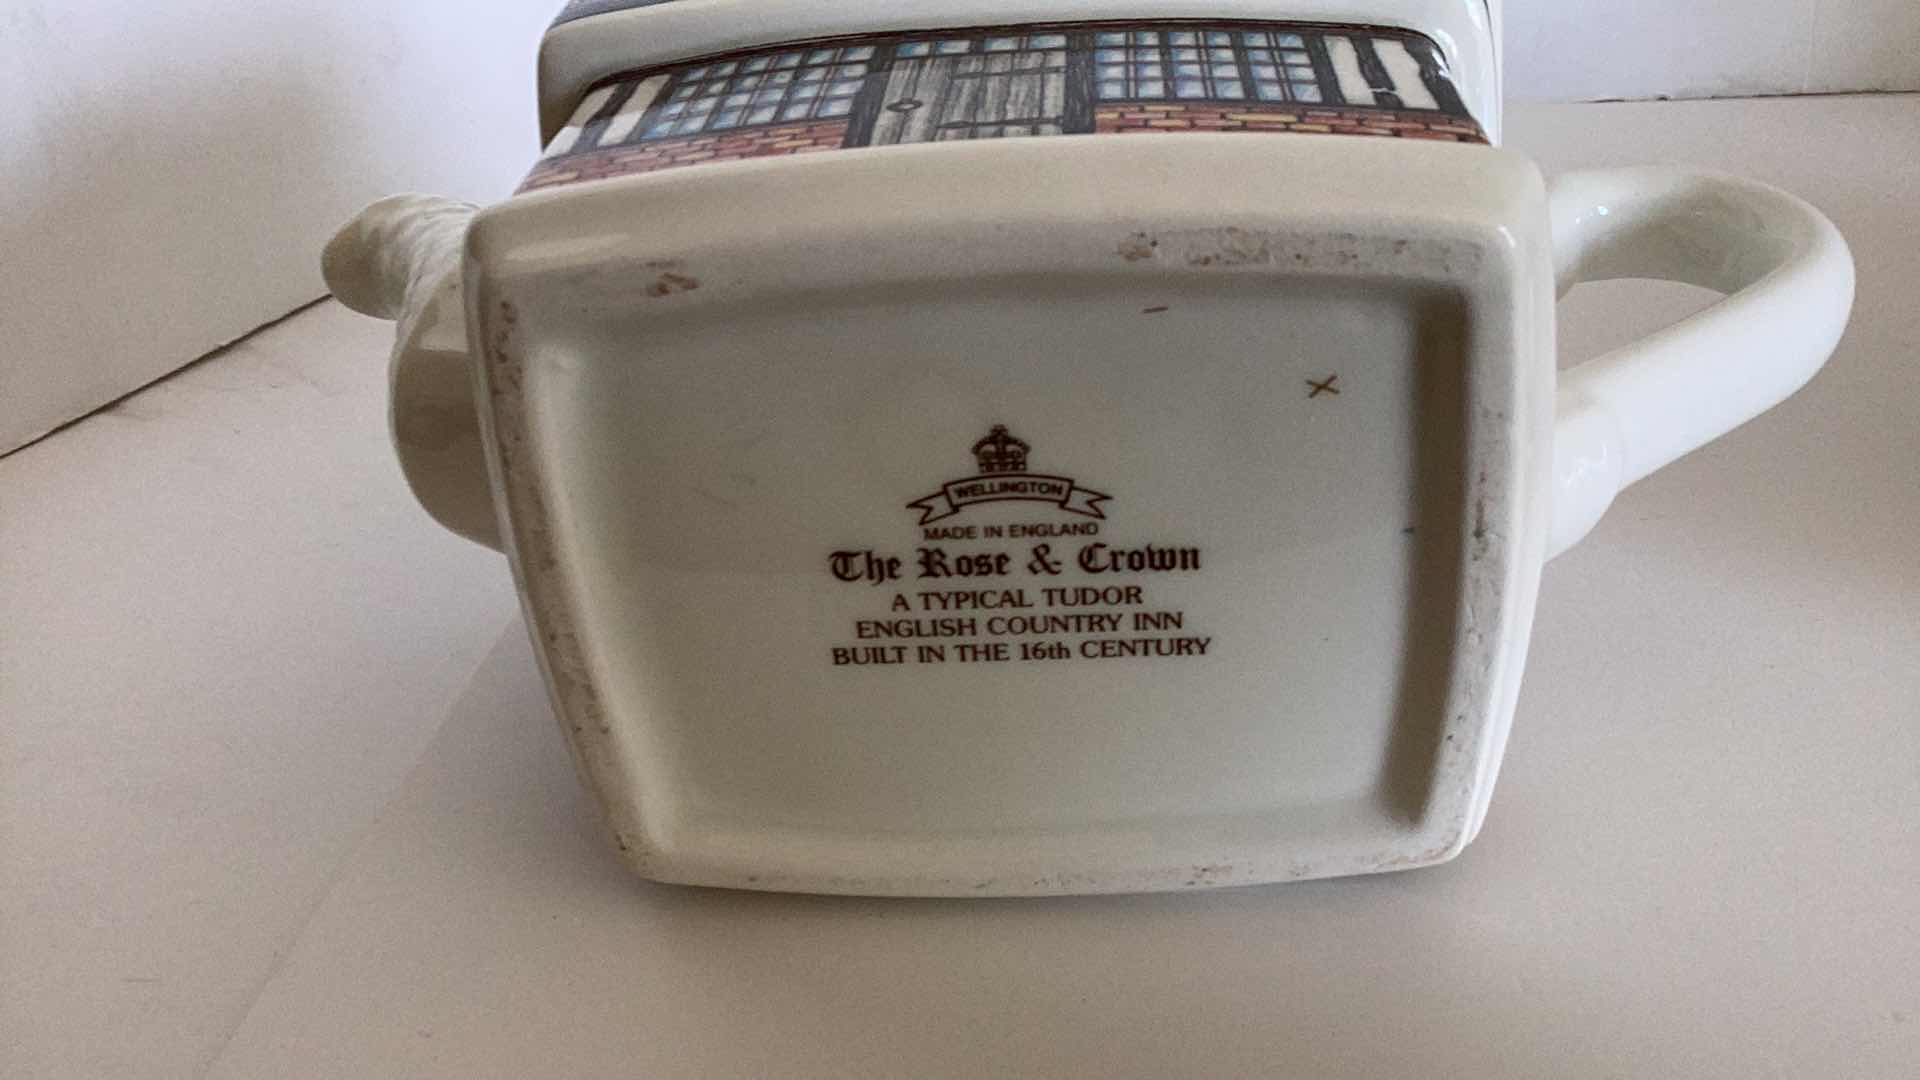 WELLINGTON
MADE IN ENGLAND
The Rose & Crown
A TYPICAL TUDOR
ENGLISH COUNTRY INN
BUILT IN THE 16th CENTURY